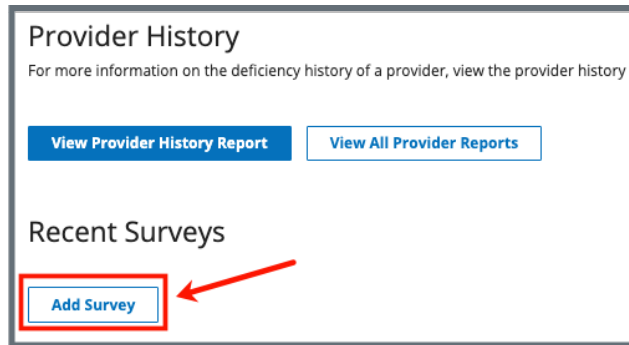 Provider History
For more information on the deficiency history of a provider, view the provider history
View Provider History Report
View All Provider Reports
Recent Surveys
Add Survey